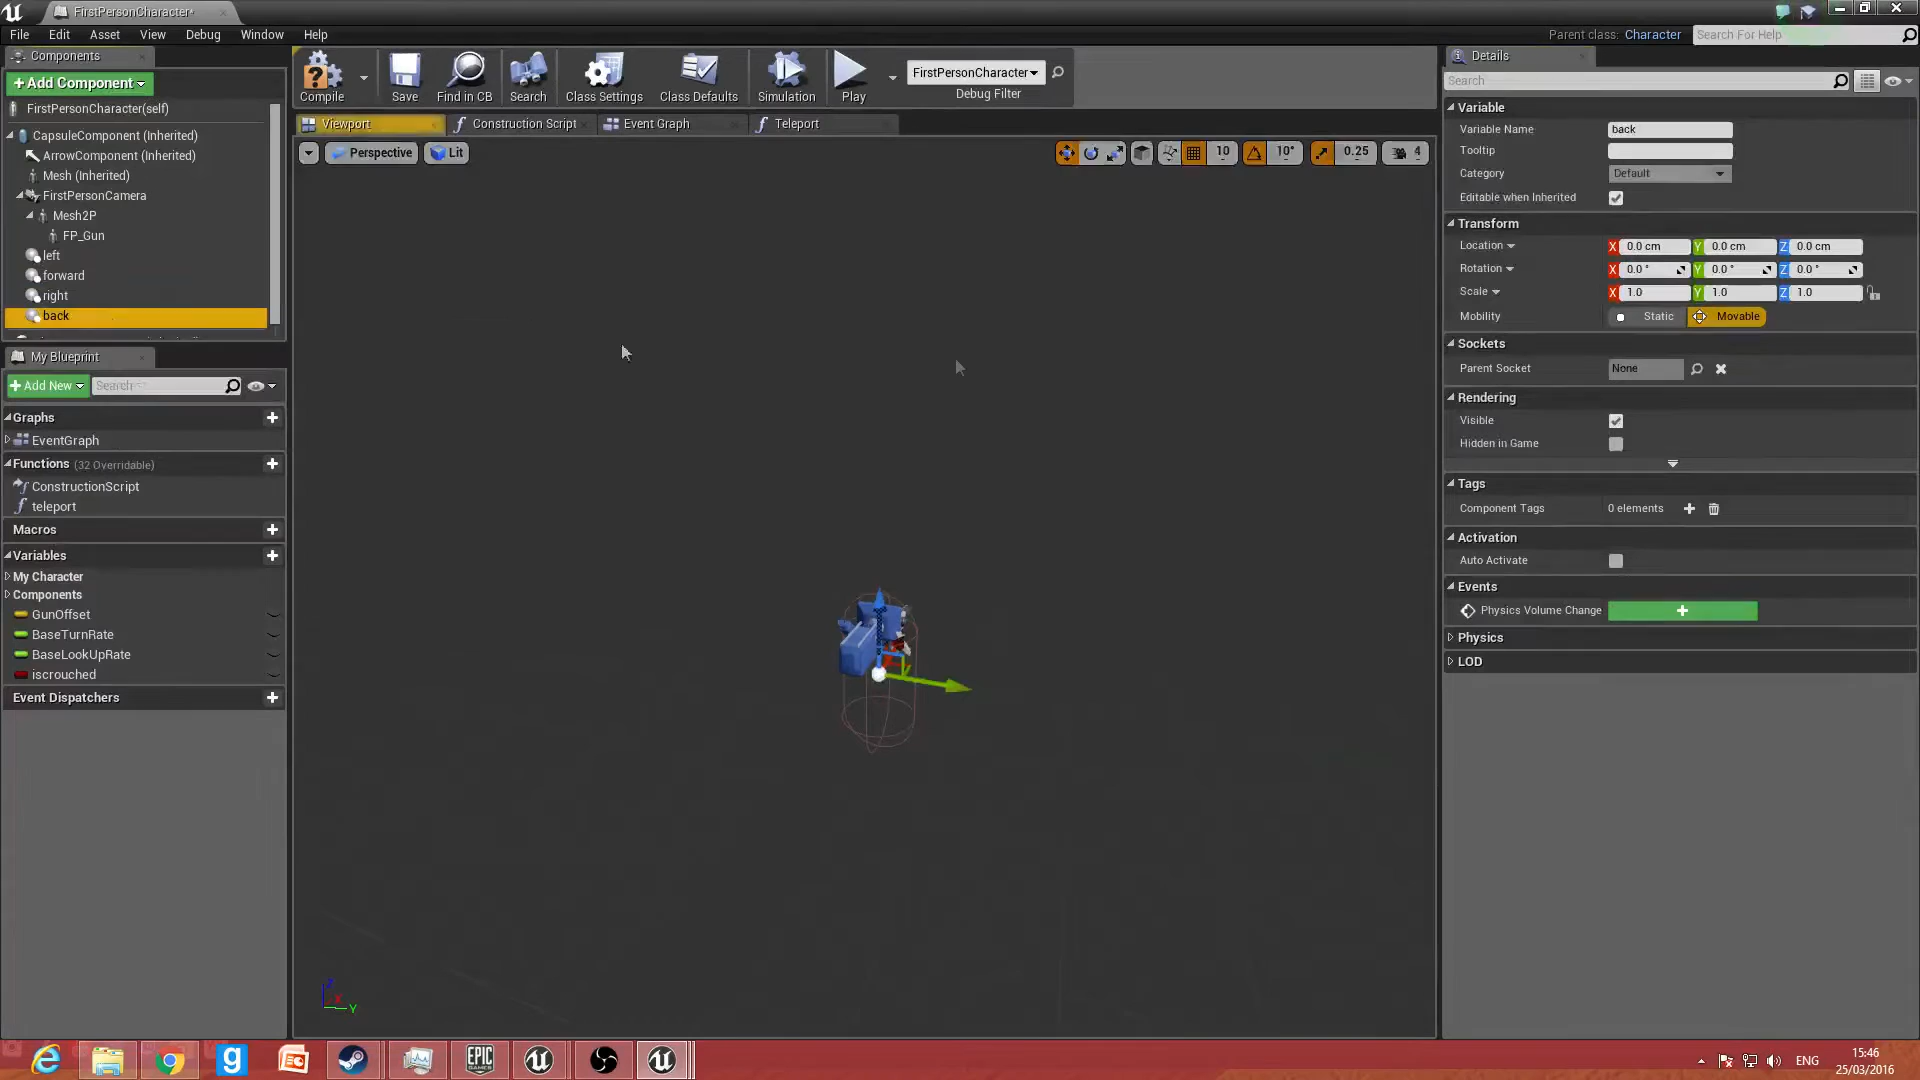 FirstPersonCharacter*
File Edit Asset View Debug Window Help
Parent class: Character Search For Help
Components
Details
+Add Component
Search
FirstPersonCharacter(self)
CapsuleComponent (Inherited)
ArrowComponent (Inherited)
Mesh (Inherited)
FirstPersonCamera
Mesh2P
FP_Gun
left
forward
right
back
My Blueprint
+Add New Search
Graphs
EventGraph
Functions (32 Overridable)
ConstructionScript
teleport
Macros
Variables
My Character
Components
GunOffset
BaseTurnRate
BaseLookUpRate
iscrouched
Event Dispatchers
Compile Save Find in CB Search Class Settings Class Defaults Simulation Play
FirstPersonCharacter
Debug Filter
Viewport Construction Script Event Graph Teleport
Perspective Lit
10 10° 0.25 4
Z
X
Y
Variable
Variable Name back
Tooltip
Category Default
Editable when Inherited
Transform
Location X 0.0 cm Y 0.0 cm Z 0.0 cm
Rotation X 0.0 ° Y 0.0 ° Z 0.0 °
Scale X 1.0 Y 1.0 Z 1.0
Mobility Static Movable
Sockets
Parent Socket None
Rendering
Visible
Hidden in Game
Tags
Component Tags 0 elements
Activation
Auto Activate
Events
Physics Volume Change +
Physics
LOD
EPIC GAMES
ENG
15:46
25/03/2016